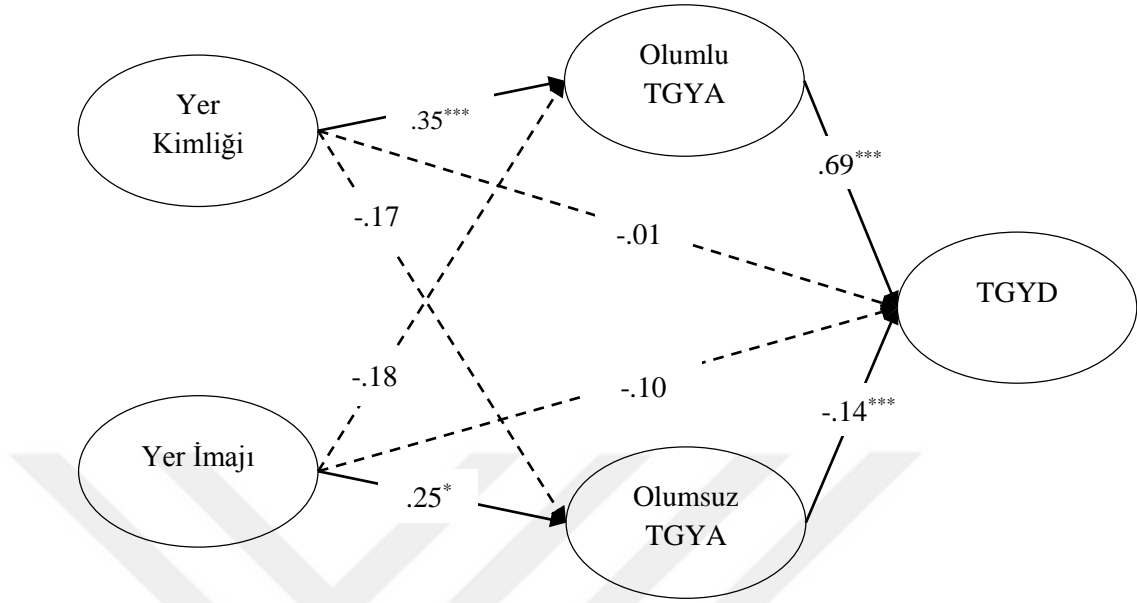 Yer
Kimliği
Olumlu
TGYA
.35***
.69***
-.17
-.01
TGYD
-.18
-.10
-.14***
Yer İmajı
.25*
Olumsuz
TGYA